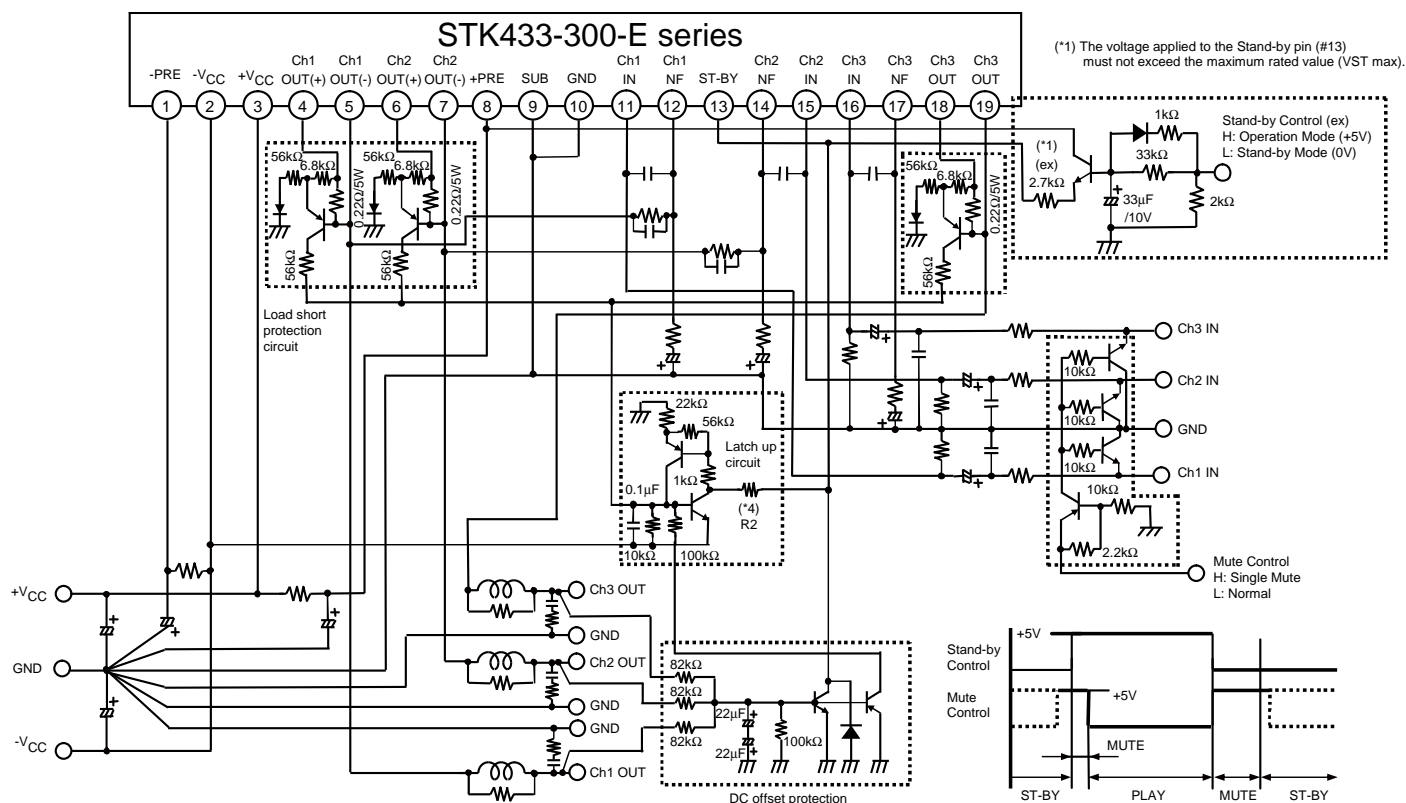 STK433-300-E series
-PRE
-VCC
+VCC
Ch1 OUT(+)
Ch1 OUT(-)
Ch2 OUT(+)
Ch2 OUT(-)
+PRE
SUB
GND
Ch1 IN
Ch1 NF
ST-BY
Ch2 NF
Ch2 IN
Ch3 IN
Ch3 NF
Ch3 OUT
Ch3 OUT
1
2
3
4
5
6
7
8
9
10
11
12
13
14
15
16
17
18
19
(*1) The voltage applied to the Stand-by pin (#13)
must not exceed the maximum rated value (VST max).
1kΩ
Stand-by Control (ex)
H: Operation Mode (+5V)
L: Stand-by Mode (0V)
(*1)
(ex)
33kΩ
2.7kΩ
33μF
/10V
2kΩ
56kΩ
6.8kΩ
0.22Ω/5W
56kΩ
56kΩ
6.8kΩ
0.22Ω/5W
56kΩ
56kΩ
6.8kΩ
0.22Ω/5W
56kΩ
Load short
protection
circuit
Ch3 IN
10kΩ
Ch2 IN
10kΩ
GND
10kΩ
Ch1 IN
10kΩ
2.2kΩ
Mute Control
H: Single Mute
L: Normal
22kΩ
56kΩ
Latch up
circuit
1kΩ
0.1μF
(*4)
R2
10kΩ
100kΩ
+VCC
GND
-VCC
Ch3 OUT
GND
Ch2 OUT
GND
GND
Ch1 OUT
82kΩ
82kΩ
82kΩ
22μF
22μF
100kΩ
DC offset protection
+5V
Stand-by
Control
Mute
Control
+5V
MUTE
ST-BY
PLAY
MUTE
ST-BY